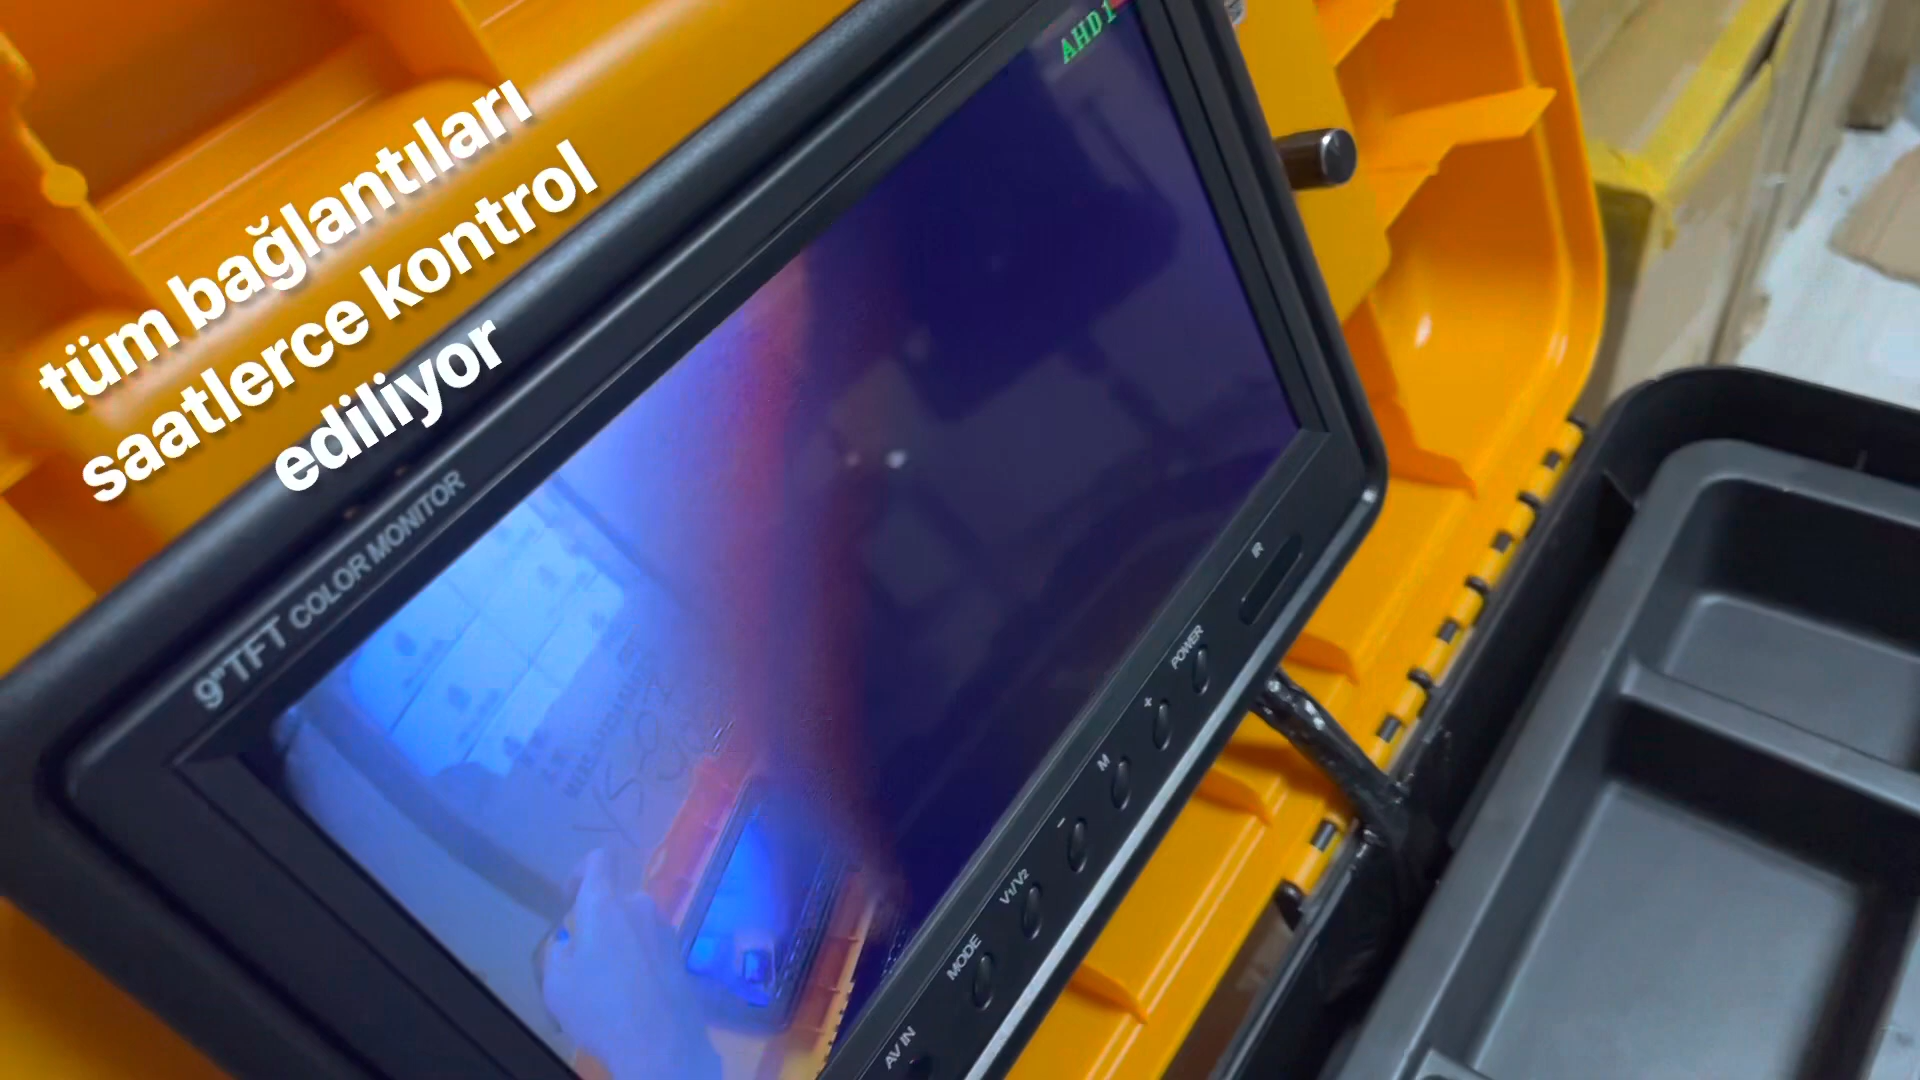 tüm bağlantıları
saatlerce kontrol
ediliyor
AHD1
9"TFT COLOR MONITOR
IR
POWER
+
M
-
V1/V2
MODE
AV IN